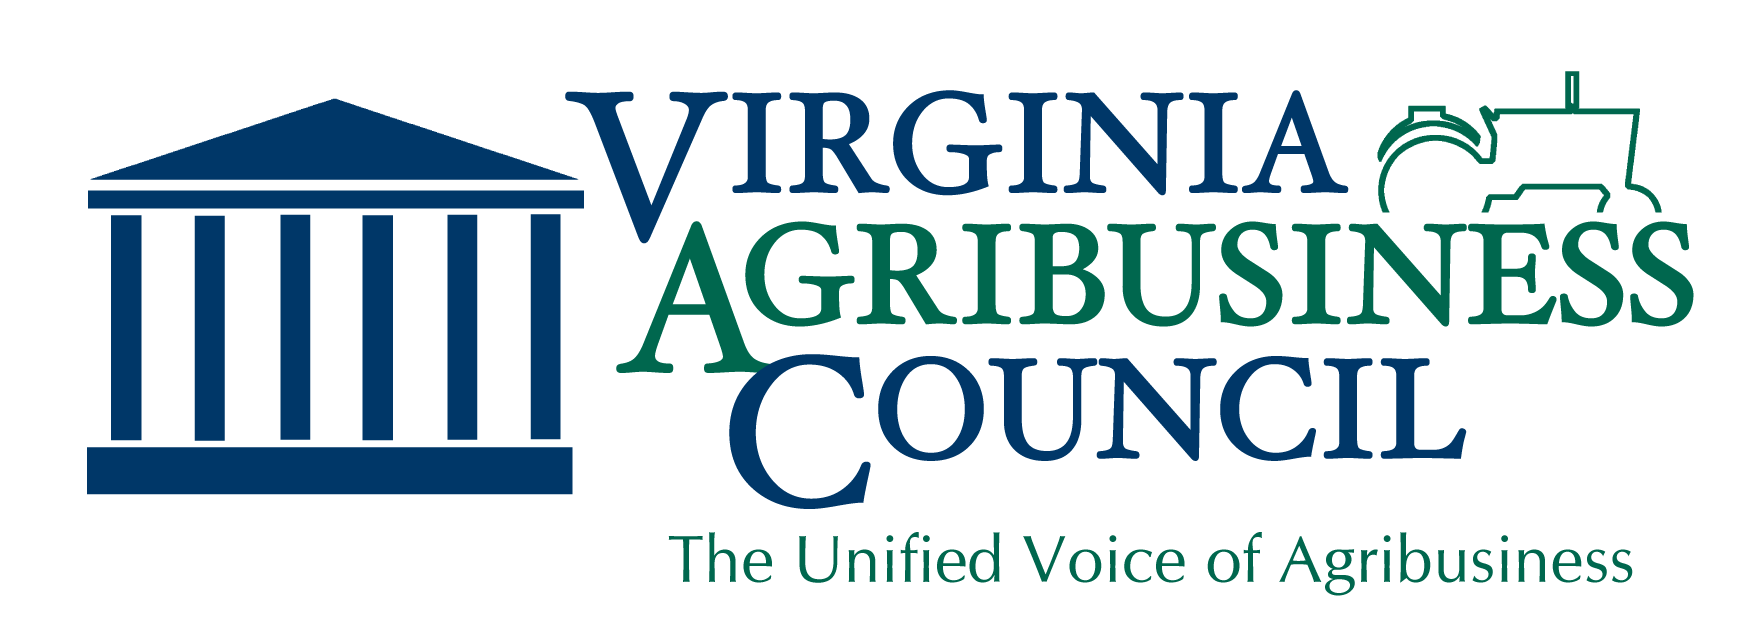 VIRGINIA
AGRIBUSINESS
COUNCIL
The Unified Voice of Agribusiness